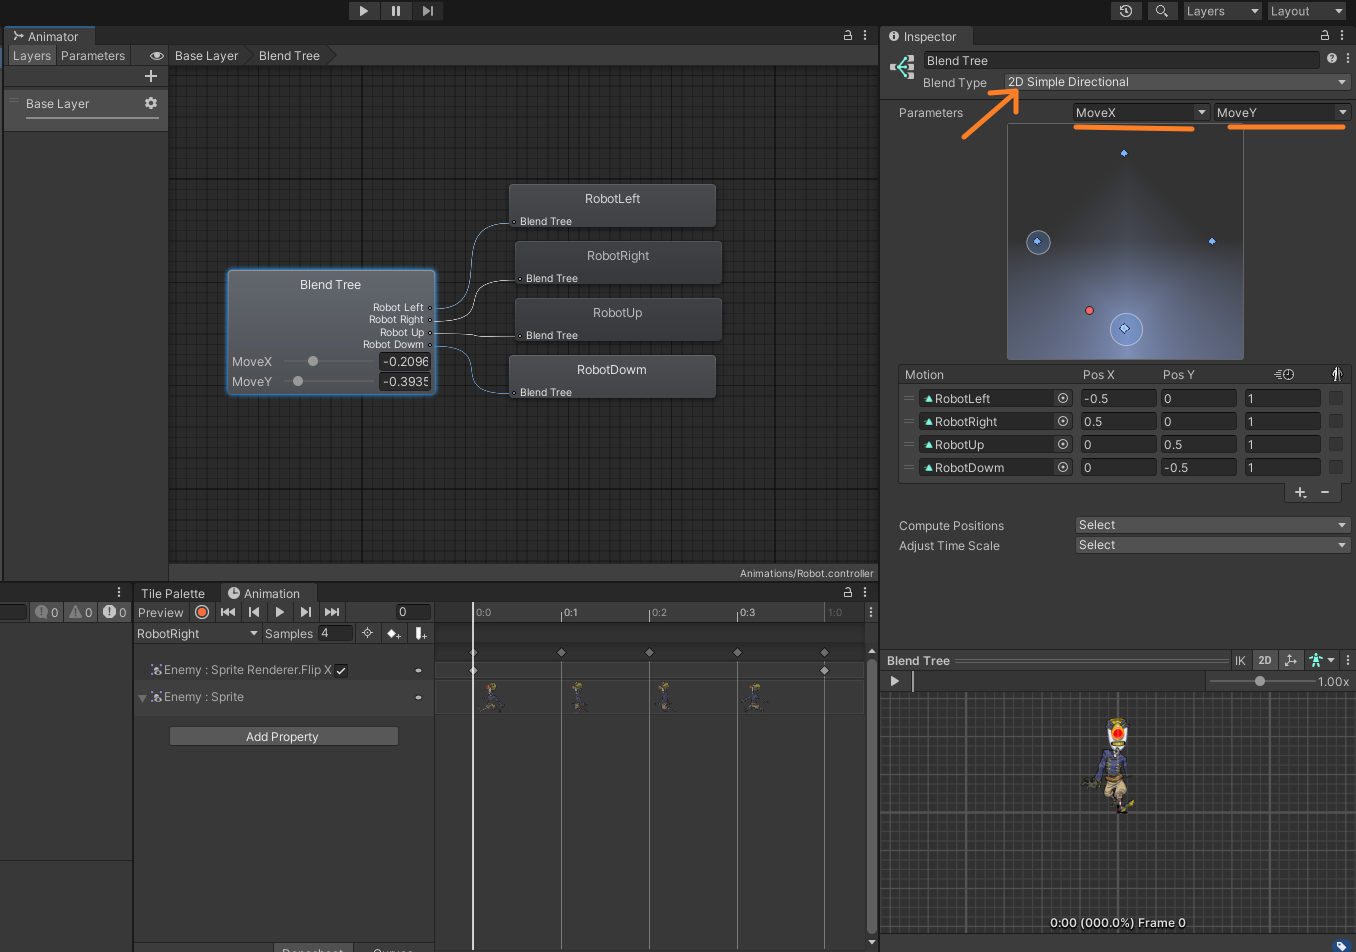 Layers
Layout
Animator
Layers
Parameters
Base Layer
Blend Tree
Base Layer
Blend Tree
Robot Left
Robot Right
Robot Up
Robot Dowm
MoveX
-0.2096
MoveY
-0.3935
RobotLeft
Blend Tree
RobotRight
Blend Tree
RobotUp
Blend Tree
RobotDowm
Blend Tree
Animations/Robot.controller
Inspector
Blend Tree
Blend Type
2D Simple Directional
Parameters
MoveX
MoveY
Motion
Pos X
Pos Y
RobotLeft
-0.5
0
1
RobotRight
0.5
0
1
RobotUp
0
0.5
1
RobotDowm
0
-0.5
1
Compute Positions
Select
Adjust Time Scale
Select
0
0
0
Tile Palette
Animation
Preview
0
0:0
0:1
0:2
0:3
1:0
RobotRight
Samples
4
Enemy : Sprite Renderer.Flip X
Enemy : Sprite
Add Property
Dopesheet
Curves
Blend Tree
IK
2D
1.00x
0:00 (000.0%) Frame 0